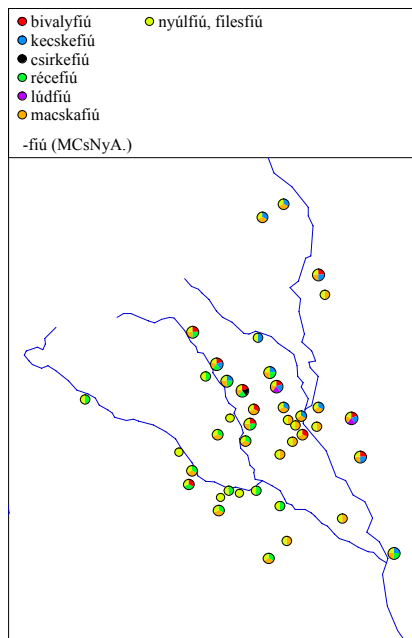 bivalyfiú
kecskefiú
csirkefiú
récefiú
lúdfiú
macskafiú
nyúlfiú, filesfiú
-fiú (MCsNyA.)